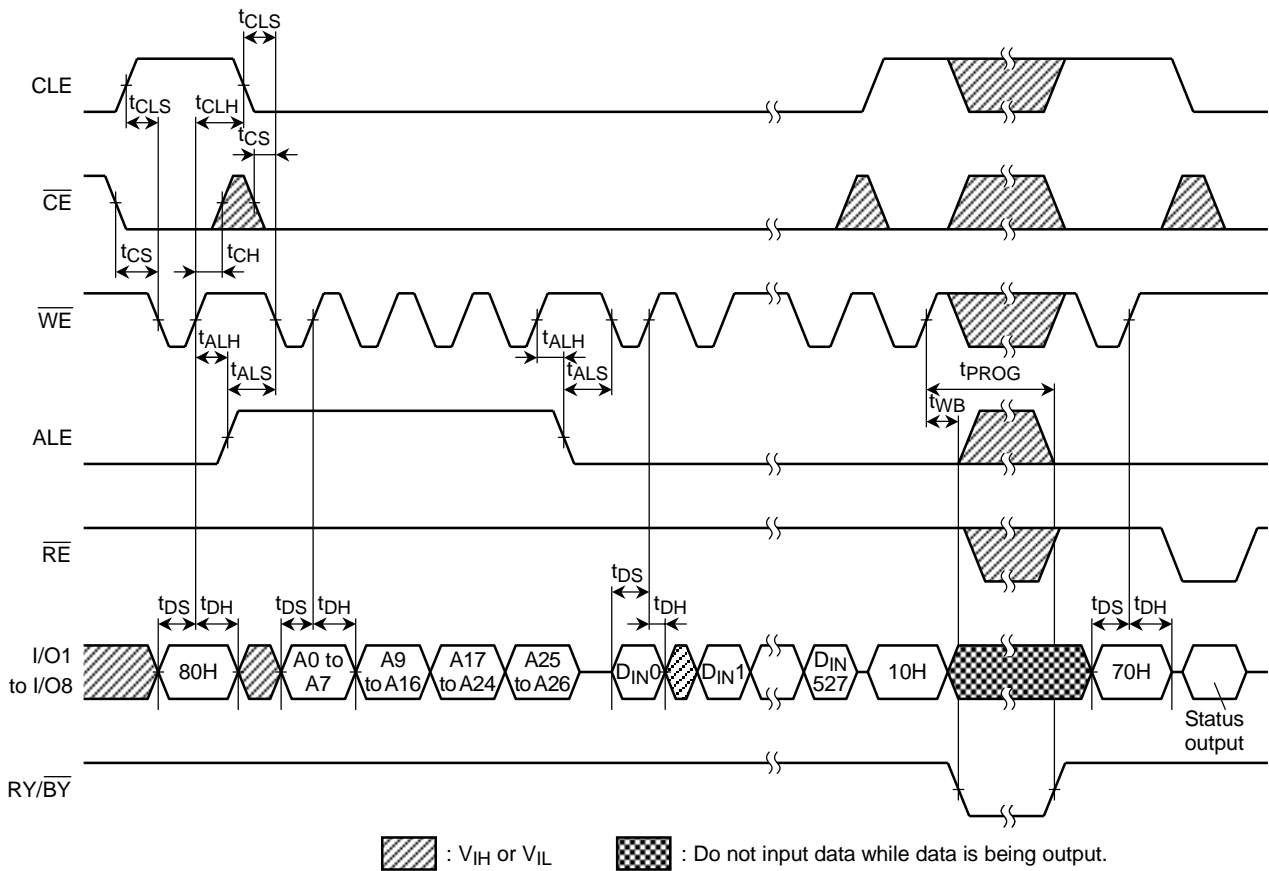 tCLS
CLE
tCLS
tCLH
tCS
CE
tCS
tCH
WE
tALH
tALS
tALH
tALS
tPROG
tWB
ALE
RE
tDS
tDS
tDH
tDS
tDH
tDH
tDS
tDH
I/O1
to I/O8
80H
A0 to
A7
A9
to A16
A17
to A24
A25
to A26
DIN0
DIN1
DIN
527
10H
70H
Status
output
RY/BY
: VIH or VIL
: Do not input data while data is being output.